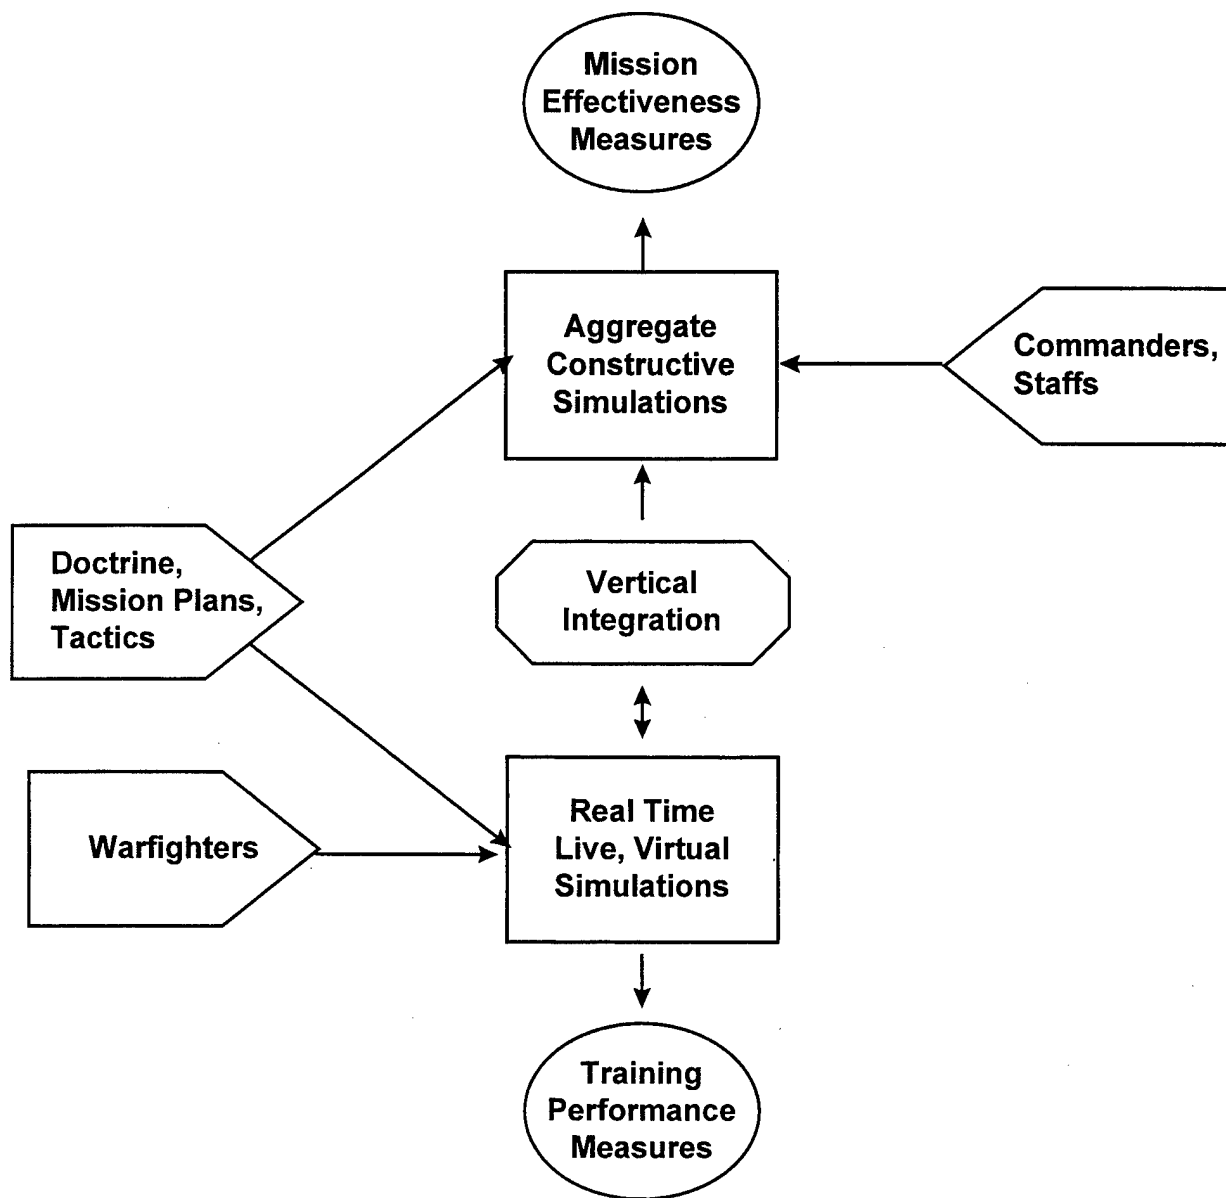 Mission
Effectiveness
Measures
Aggregate
Constructive
Simulations
Commanders,
Staffs
Doctrine,
Mission Plans,
Tactics
Vertical
Integration
Warfighters
Real Time
Live, Virtual
Simulations
Training
Performance
Measures